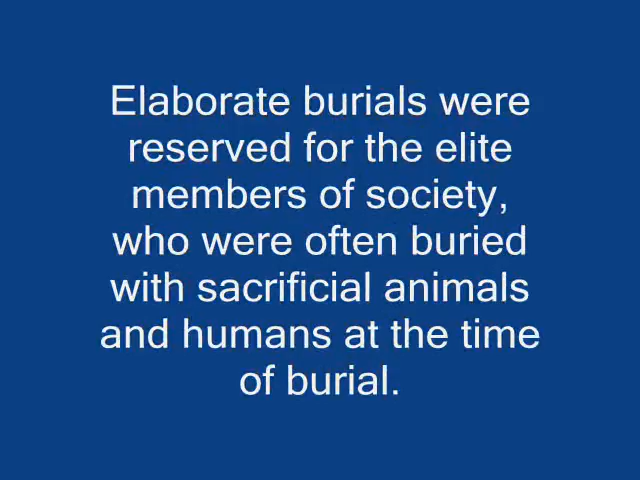 Elaborate burials were
reserved for the elite
members of society,
who were often buried
with sacrificial animals
and humans at the time
of burial.